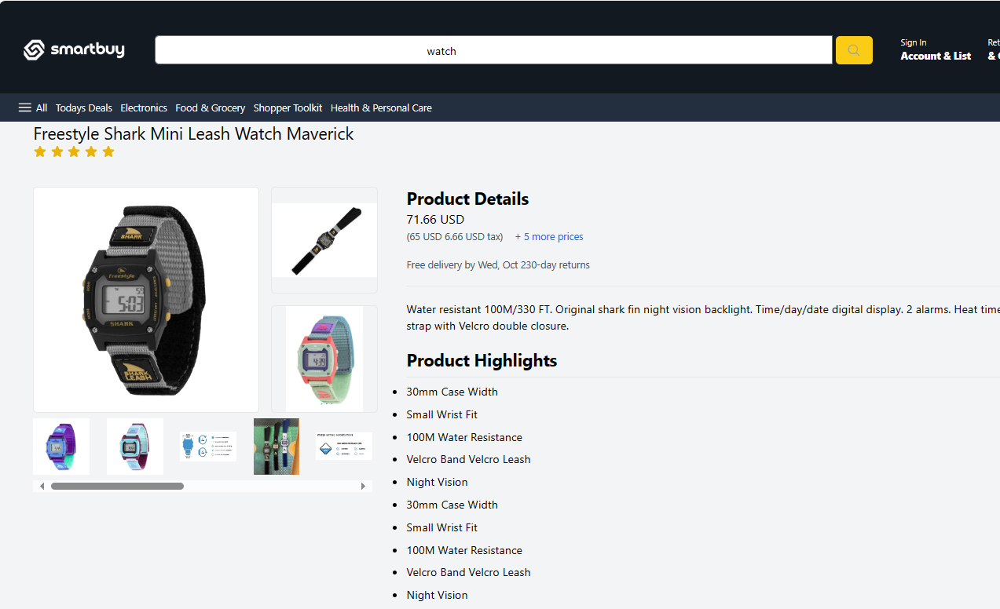 smartbuy
watch
Sign In
Account & List
Ret
&
All Todays Deals Electronics Food & Grocery Shopper Toolkit Health & Personal Care
Freestyle Shark Mini Leash Watch Maverick
SHARK
Freestyle
59
5:03
SHARK
SHARK
LEASH
4:39
Product Details
71.66 USD
(65 USD 6.66 USD tax) + 5 more prices
Free delivery by Wed, Oct 230-day returns
Water resistant 100M/330 FT. Original shark fin night vision backlight. Time/day/date digital display. 2 alarms. Heat time
strap with Velcro double closure.
Product Highlights
30mm Case Width
Small Wrist Fit
100M Water Resistance
Velcro Band Velcro Leash
Night Vision
30mm Case Width
Small Wrist Fit
100M Water Resistance
Velcro Band Velcro Leash
Night Vision